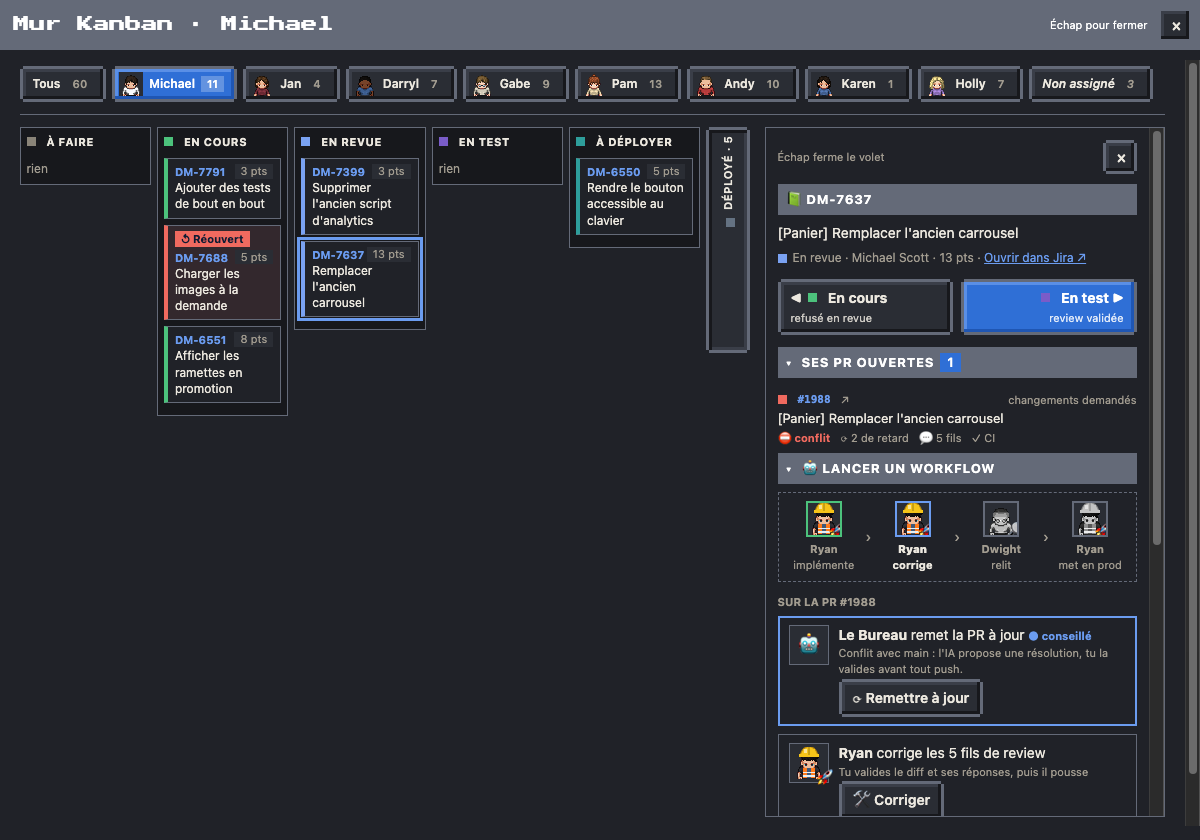 Mur Kanban · Michael
Échap pour fermer
×
Tous 60
Michael 11
Jan 4
Darryl 7
Gabe 9
Pam 13
Andy 10
Karen 1
Holly 7
Non assigné 3
À FAIRE
rien
EN COURS
DM-7791 3 pts
Ajouter des tests
de bout en bout
Réouvert
DM-7688 5 pts
Charger les
images à la
demande
DM-6551 8 pts
Afficher les
ramettes en
promotion
EN REVUE
DM-7399 3 pts
Supprimer
l'ancien script
d'analytics
DM-7637 13 pts
Remplacer
l'ancien
carrousel
EN TEST
rien
À DÉPLOYER
DM-6550 5 pts
Rendre le bouton
accessible au
clavier
DÉPLOYÉ · 5
Échap ferme le volet
×
DM-7637
[Panier] Remplacer l'ancien carrousel
En revue · Michael Scott · 13 pts · Ouvrir dans Jira ↗
◀ En cours
refusé en revue
En test ▶
review validée
▾ SES PR OUVERTES 1
#1988 ↗ changements demandés
[Panier] Remplacer l'ancien carrousel
⛔ conflit ⟳ 2 de retard 💬 5 fils ✓ CI
▾ 🤖 LANCER UN WORKFLOW
Ryan
implémente
›
Ryan
corrige
›
Dwight
relit
›
Ryan
met en prod
SUR LA PR #1988
Le Bureau remet la PR à jour ● conseillé
Conflit avec main : l'IA propose une résolution, tu la
valides avant tout push.
⟳ Remettre à jour
Ryan corrige les 5 fils de review
Tu valides le diff et ses réponses, puis il pousse
Corriger